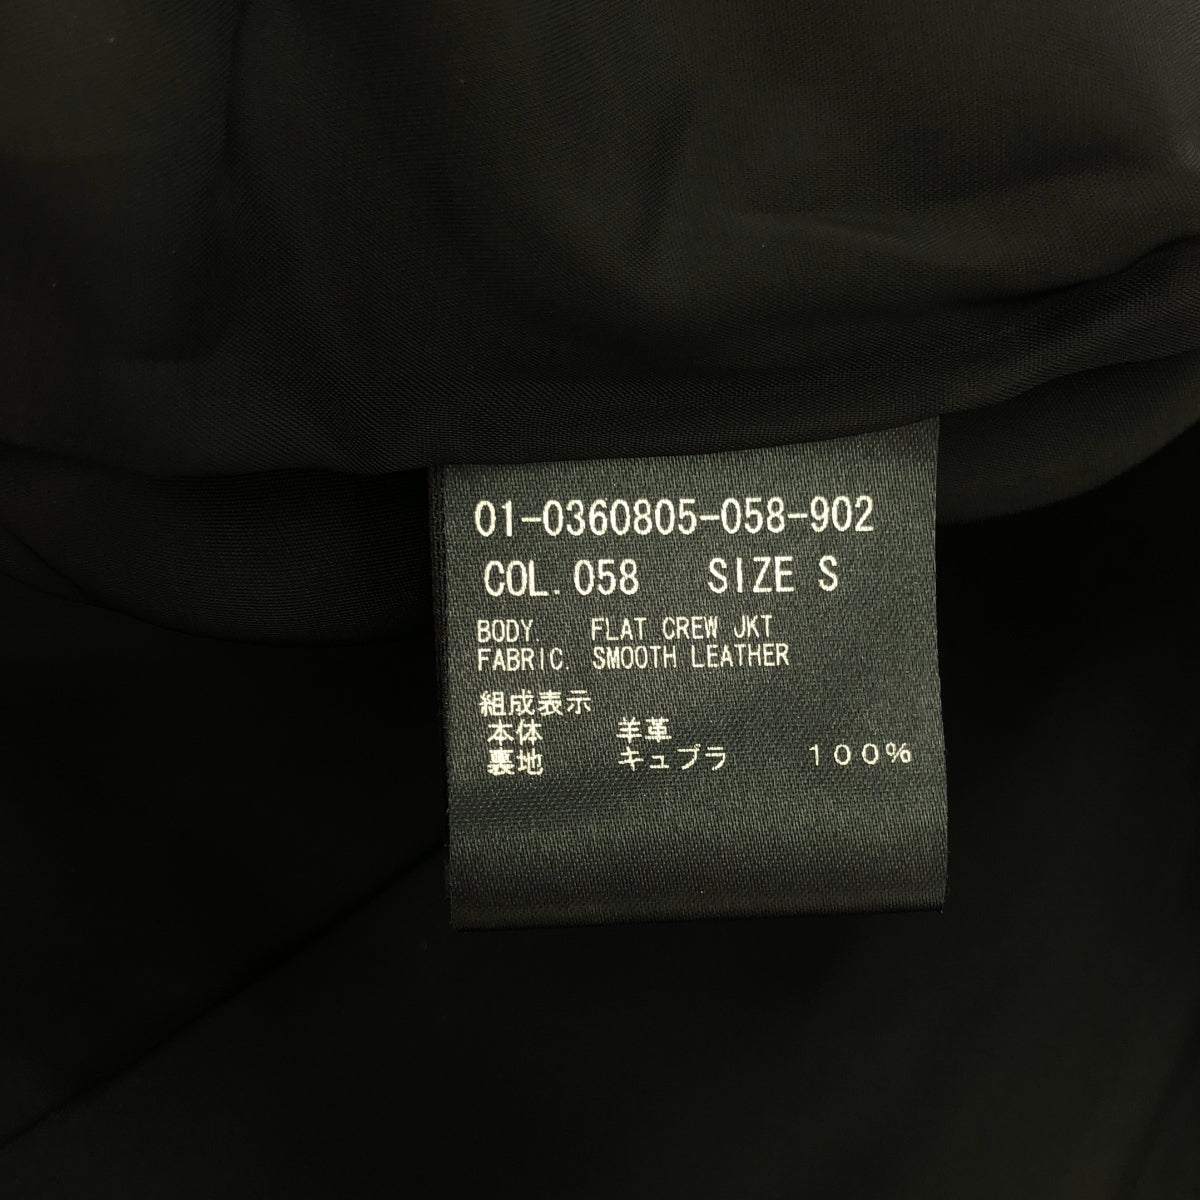 01-0360805-058-902
COL. 058 SIZE S
BODY. FLAT CREW JKT
FABRIC. SMOOTH LEATHER
組成表示
本体 羊革
裏地 キュプラ 100%